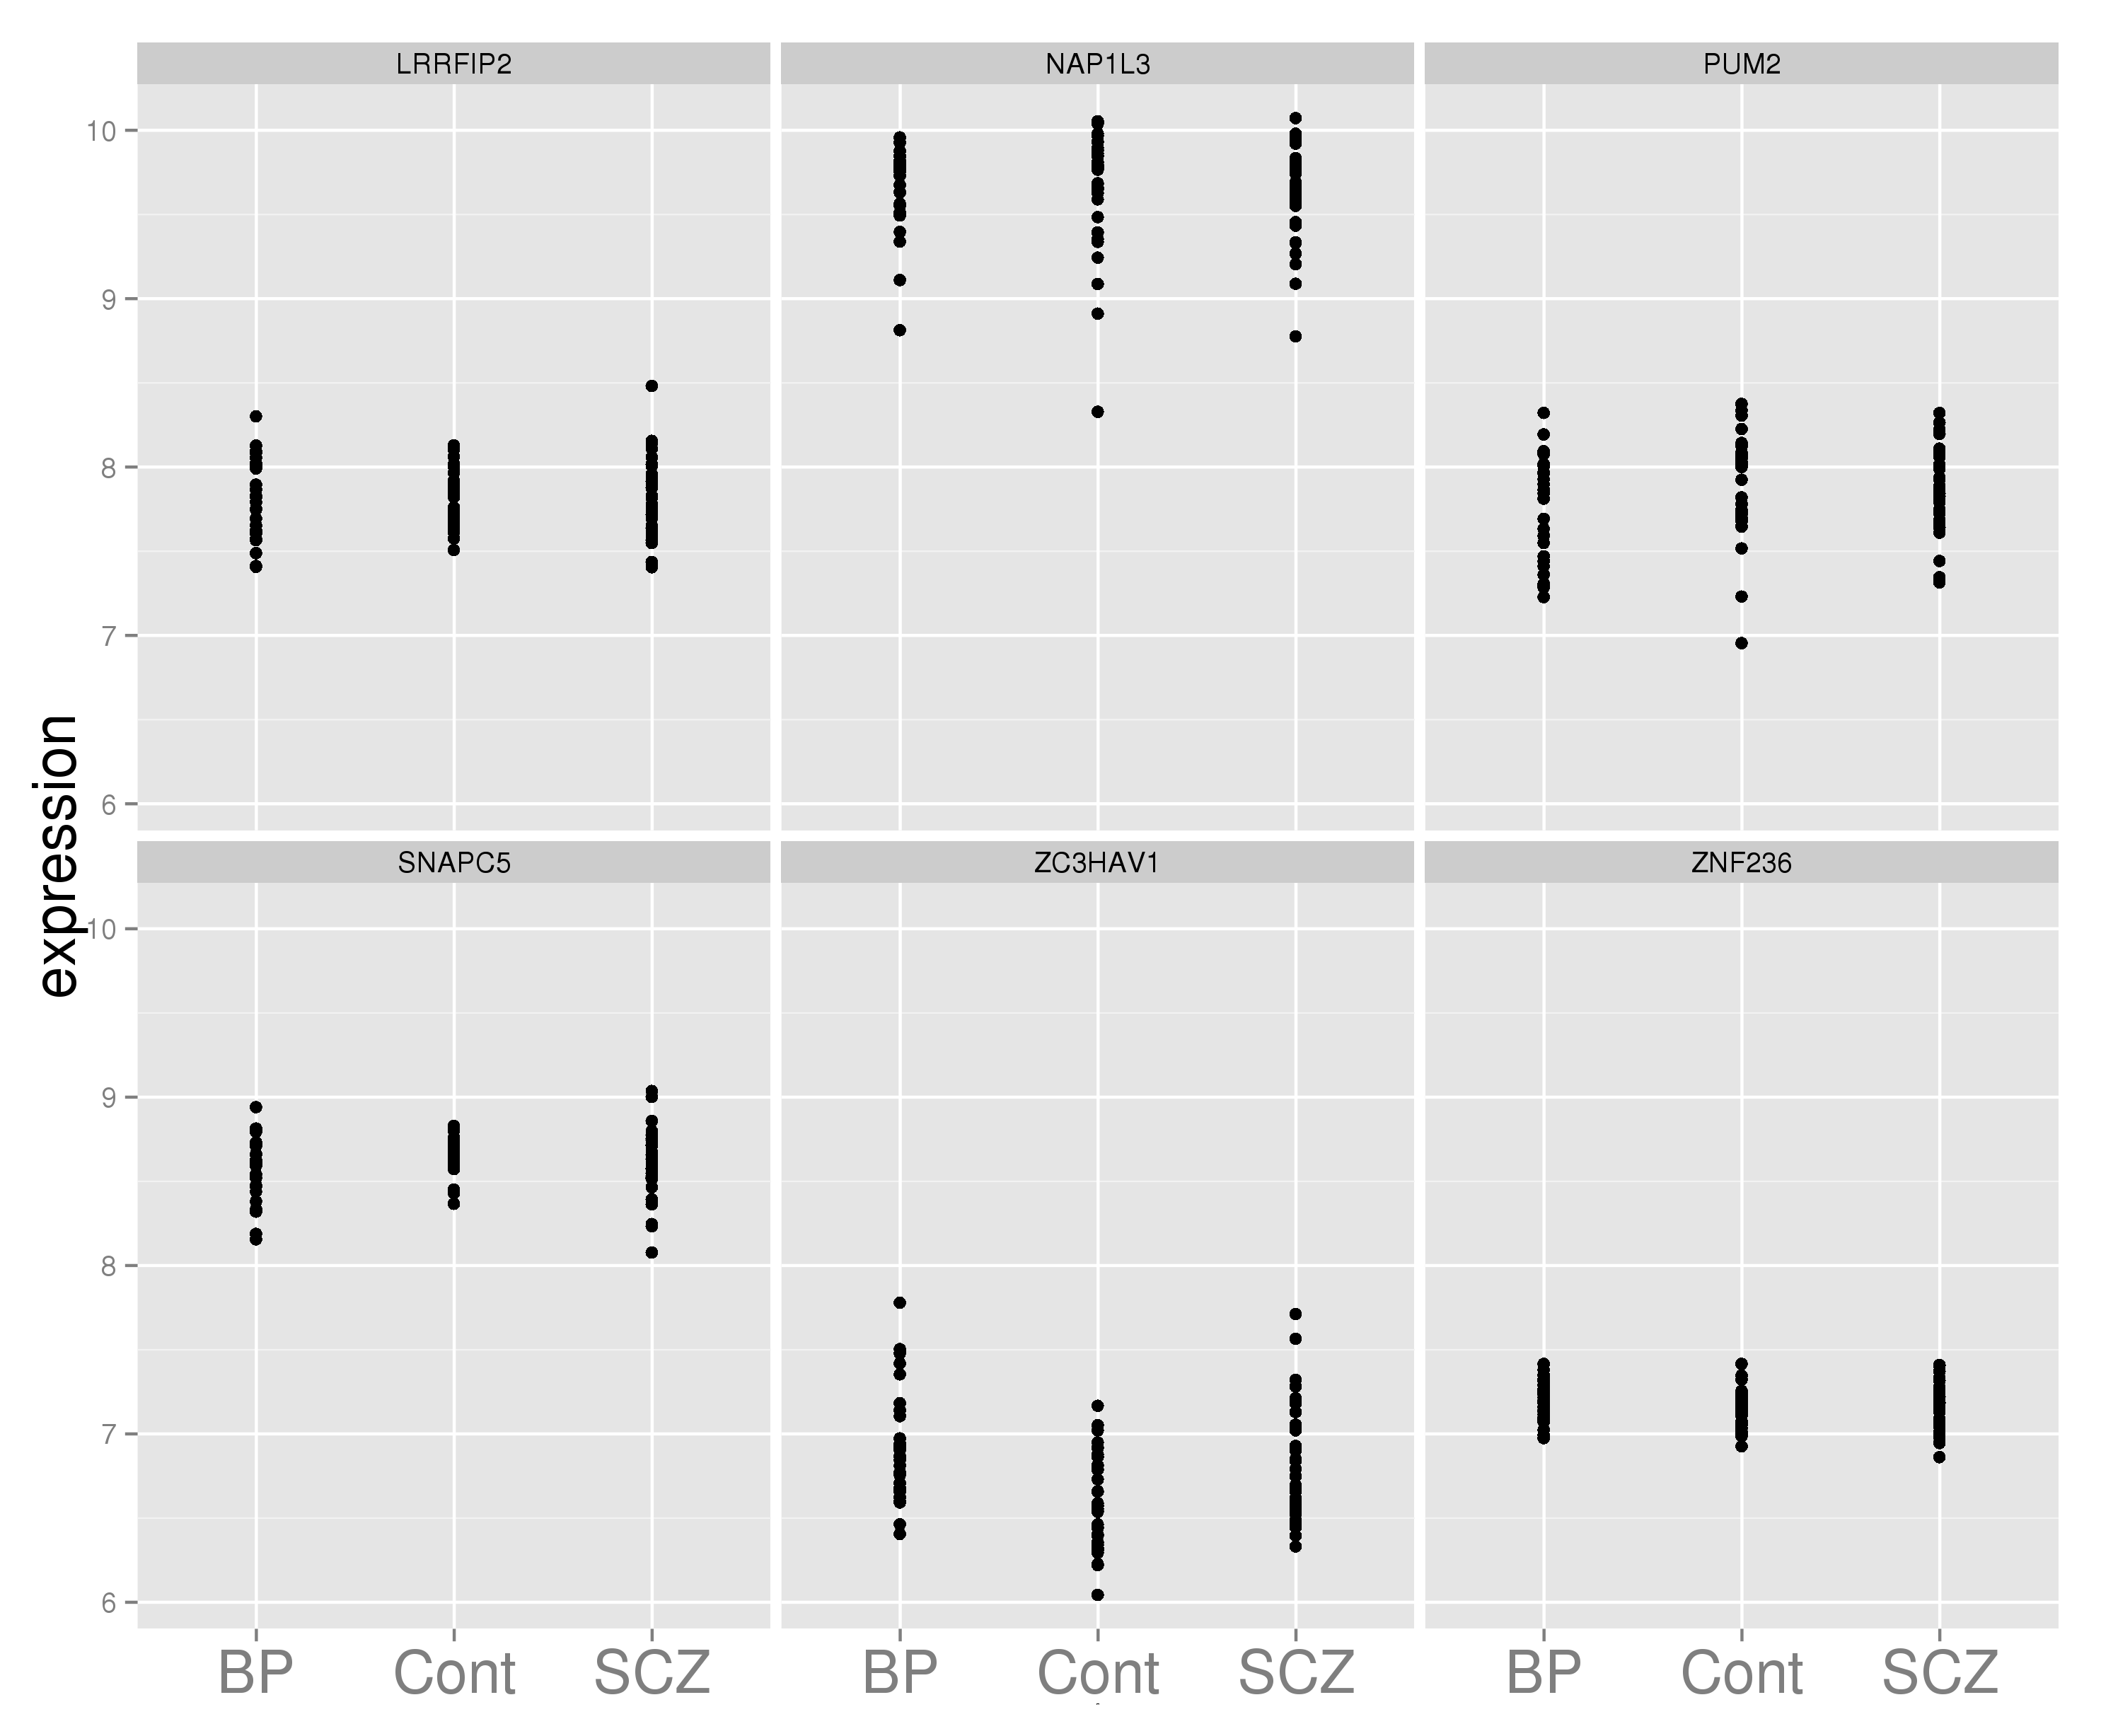 LRRFIP2 NAP1L3 PUM2
10
9
8
7
6
expression
SNAPC5 ZC3HAV1 ZNF236
10
9
8
7
6
BP Cont SCZ BP Cont SCZ BP Cont SCZ